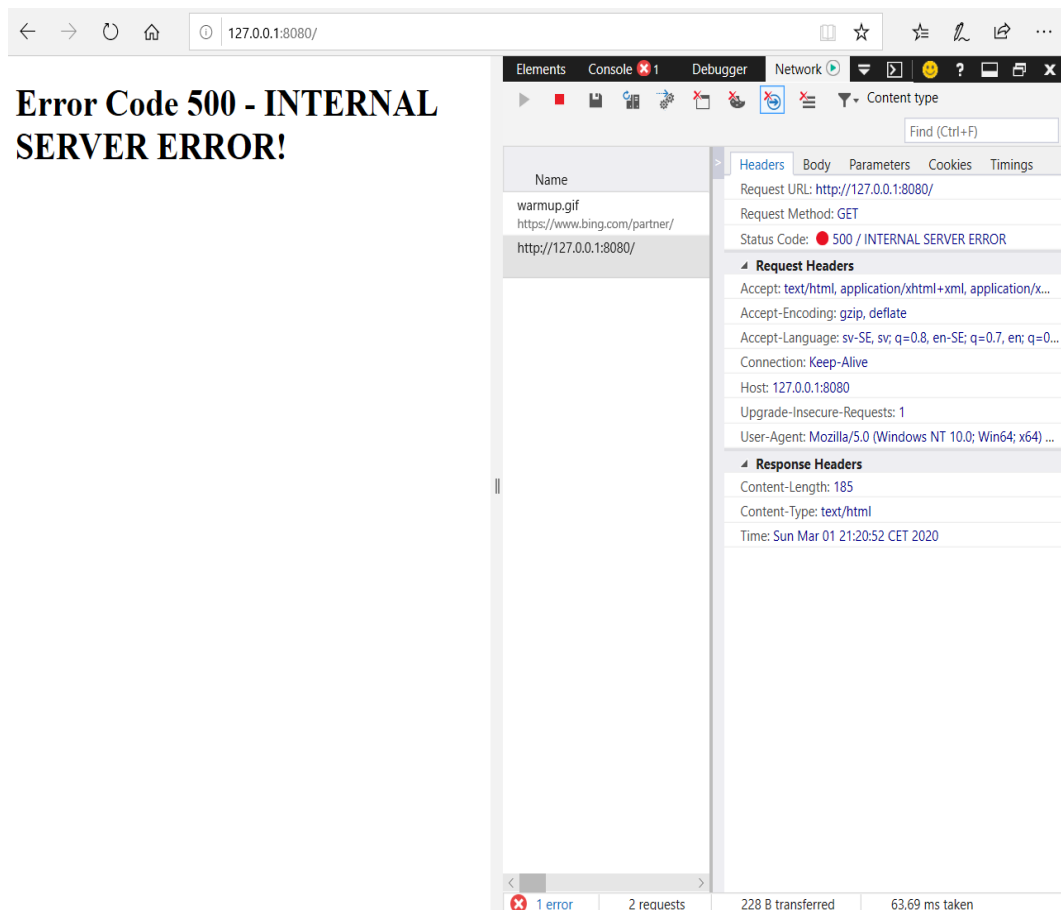 127.0.0.1:8080/
Error Code 500 - INTERNAL
SERVER ERROR!
Elements Console 1 Debugger Network
Content type
Find (Ctrl+F)
Name
warmup.gif
https://www.bing.com/partner/
http://127.0.0.1:8080/
Headers Body Parameters Cookies Timings
Request URL: http://127.0.0.1:8080/
Request Method: GET
Status Code: 500 / INTERNAL SERVER ERROR
Request Headers
Accept: text/html, application/xhtml+xml, application/x...
Accept-Encoding: gzip, deflate
Accept-Language: sv-SE, sv; q=0.8, en-SE; q=0.7, en; q=0...
Connection: Keep-Alive
Host: 127.0.0.1:8080
Upgrade-Insecure-Requests: 1
User-Agent: Mozilla/5.0 (Windows NT 10.0; Win64; x64) ...
Response Headers
Content-Length: 185
Content-Type: text/html
Time: Sun Mar 01 21:20:52 CET 2020
1 error 2 requests 228 B transferred 63,69 ms taken